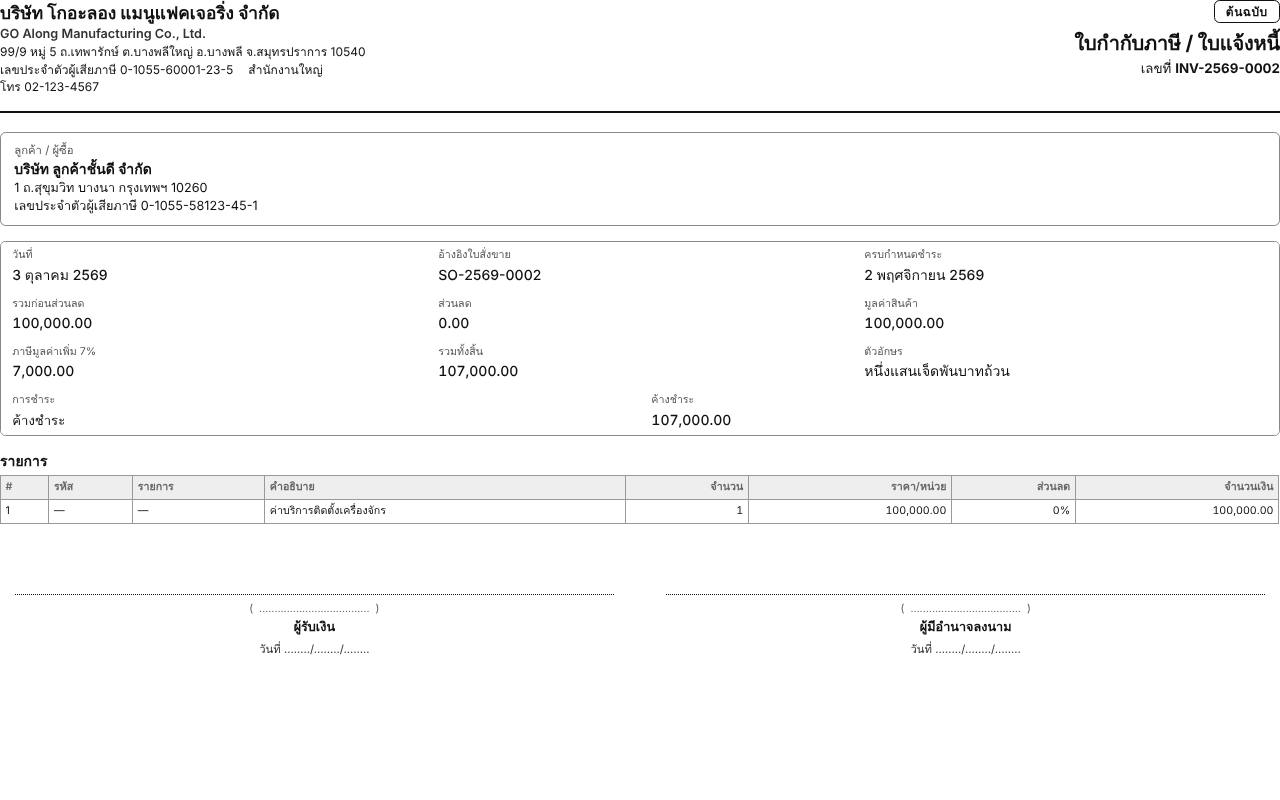 บริษัท โกอะลอง แมนูแฟคเจอริ่ง จำกัด
GO Along Manufacturing Co., Ltd.
99/9 หมู่ 5 ถ.เทพารักษ์ ต.บางพลีใหญ่ อ.บางพลี จ.สมุทรปราการ 10540
เลขประจำตัวผู้เสียภาษี 0-1055-60001-23-5 สำนักงานใหญ่
โทร 02-123-4567
ต้นฉบับ
ใบกำกับภาษี / ใบแจ้งหนี้
เลขที่ INV-2569-0002
ลูกค้า / ผู้ซื้อ
บริษัท ลูกค้าชั้นดี จำกัด
1 ถ.สุขุมวิท บางนา กรุงเทพฯ 10260
เลขประจำตัวผู้เสียภาษี 0-1055-58123-45-1
วันที่ อ้างอิงใบสั่งขาย ครบกำหนดชำระ
3 ตุลาคม 2569 SO-2569-0002 2 พฤศจิกายน 2569
รวมก่อนส่วนลด ส่วนลด มูลค่าสินค้า
100,000.00 0.00 100,000.00
ภาษีมูลค่าเพิ่ม 7% รวมทั้งสิ้น ตัวอักษร
7,000.00 107,000.00 หนึ่งแสนเจ็ดพันบาทถ้วน
การชำระ ค้างชำระ
ค้างชำระ 107,000.00
รายการ
# รหัส รายการ คำอธิบาย จำนวน ราคา/หน่วย ส่วนลด จำนวนเงิน
1 — — ค่าบริการติดตั้งเครื่องจักร 1 100,000.00 0% 100,000.00
( .................................... ) ( .................................... )
ผู้รับเงิน ผู้มีอำนาจลงนาม
วันที่ ......../......../........ วันที่ ......../......../........